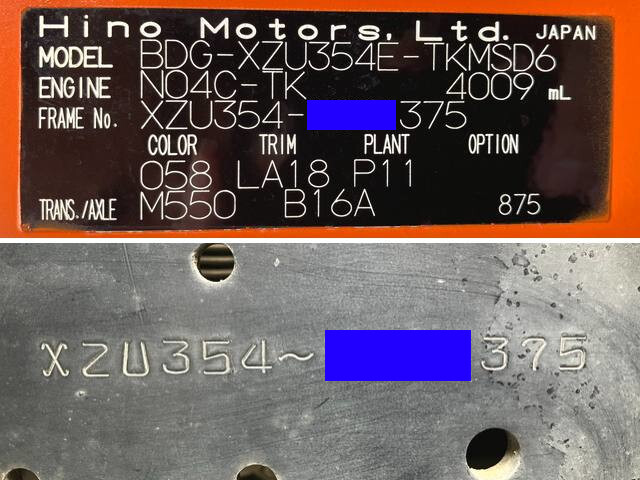 Hino Motors, Ltd. JAPAN
MODEL BDG-XZU354E-TKMSD6
ENGINE N04C-TK 4009 mL
FRAME No. XZU354- 375
COLOR TRIM PLANT OPTION
058 LA18 P11
TRANS./AXLE M550 B16A 875
XZU354~ 375